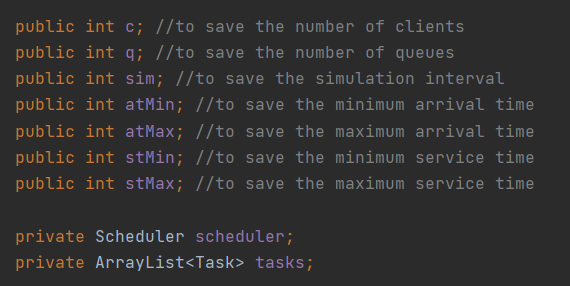 public int c; //to save the number of clients
public int q; //to save the number of queues
public int sim; //to save the simulation interval
public int atMin; //to save the minimum arrival time
public int atMax; //to save the maximum arrival time
public int stMin; //to save the minimum service time
public int stMax; //to save the maximum service time
private Scheduler scheduler;
private ArrayList<Task> tasks;